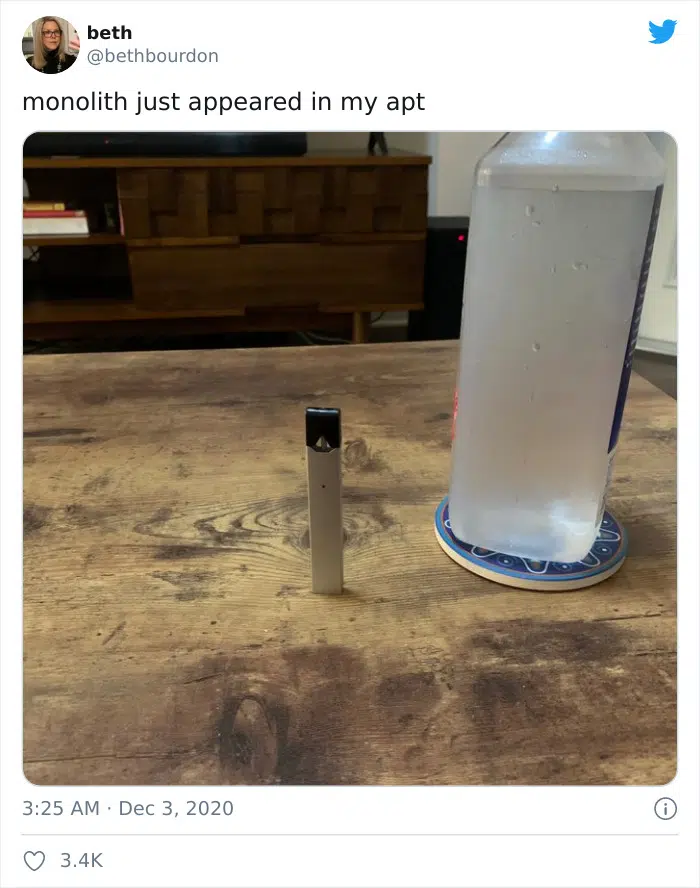 beth
@bethbourdon
monolith just appeared in my apt
3:25 AM · Dec 3, 2020
3.4K